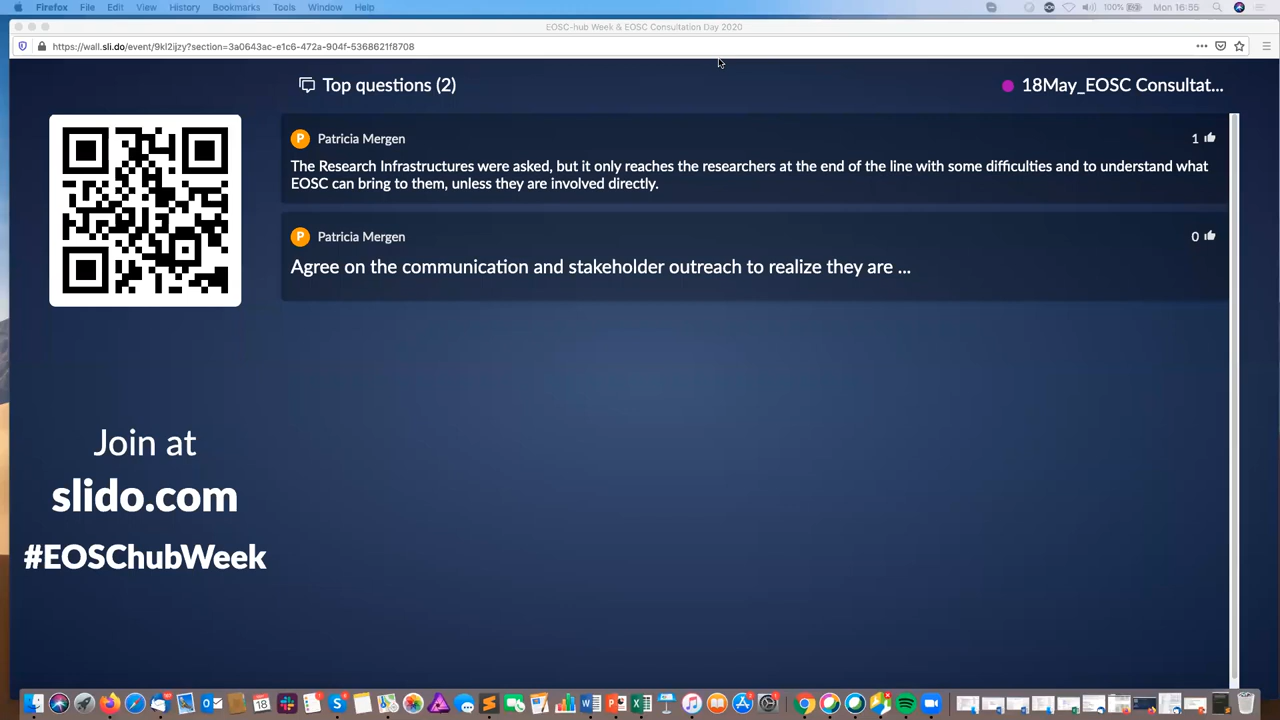 Firefox File Edit View History Bookmarks Tools Window Help 100% Mon 16:55
EOSC-hub Week & EOSC Consultation Day 2020
https://wall.sli.do/event/9kl2ijzy?section=3a0643ac-e1c6-472a-904f-5368621f8708
Top questions (2) 18May_EOSC Consultat...
P Patricia Mergen 1
The Research Infrastructures were asked, but it only reaches the researchers at the end of the line with some difficulties and to understand what
EOSC can bring to them, unless they are involved directly.
P Patricia Mergen 0
Agree on the communication and stakeholder outreach to realize they are ...
Join at
slido.com
#EOSChubWeek
18